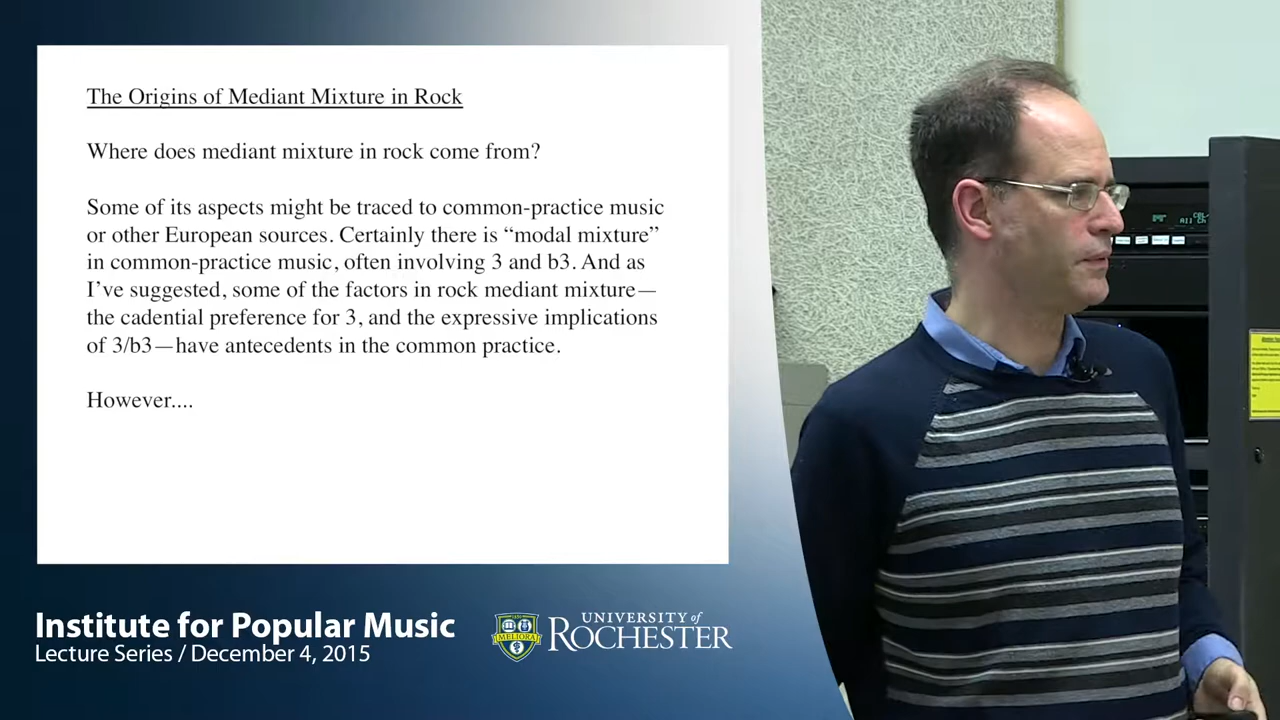 The Origins of Mediant Mixture in Rock
Where does mediant mixture in rock come from?
Some of its aspects might be traced to common-practice music
or other European sources. Certainly there is “modal mixture”
in common-practice music, often involving 3 and b3. And as
I’ve suggested, some of the factors in rock mediant mixture—
the cadential preference for 3, and the expressive implications
of 3/b3—have antecedents in the common practice.
However....
Institute for Popular Music
Lecture Series / December 4, 2015
MELIORA
UNIVERSITY of
ROCHESTER